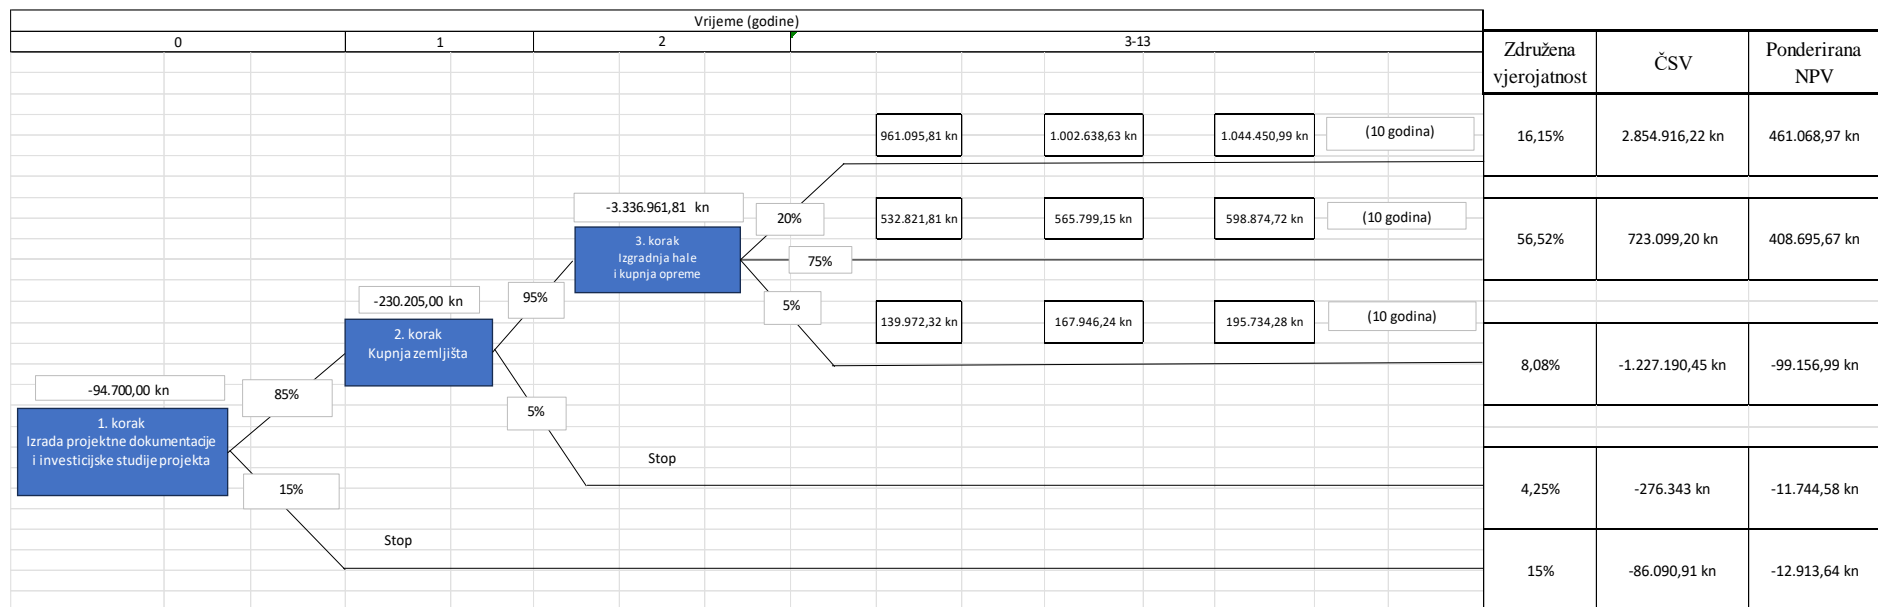 Vrijeme (godine)
0 1 2 3-13
Združena vjerojatnost ČSV Ponderirana NPV
961.095,81 kn 1.002.638,63 kn 1.044.450,99 kn (10 godina)
16,15% 2.854.916,22 kn 461.068,97 kn
-3.336.961,81 kn
20%
532.821,81 kn 565.799,15 kn 598.874,72 kn (10 godina)
3. korak
Izgradnja hale
i kupnja opreme
75%
56,52% 723.099,20 kn 408.695,67 kn
-230.205,00 kn
95%
5%
139.972,32 kn 167.946,24 kn 195.734,28 kn (10 godina)
2. korak
Kupnja zemljišta
8,08% -1.227.190,45 kn -99.156,99 kn
-94.700,00 kn
85%
5%
1. korak
Izrada projektne dokumentacije
i investicijske studije projekta
Stop
4,25% -276.343 kn -11.744,58 kn
15%
Stop
15% -86.090,91 kn -12.913,64 kn